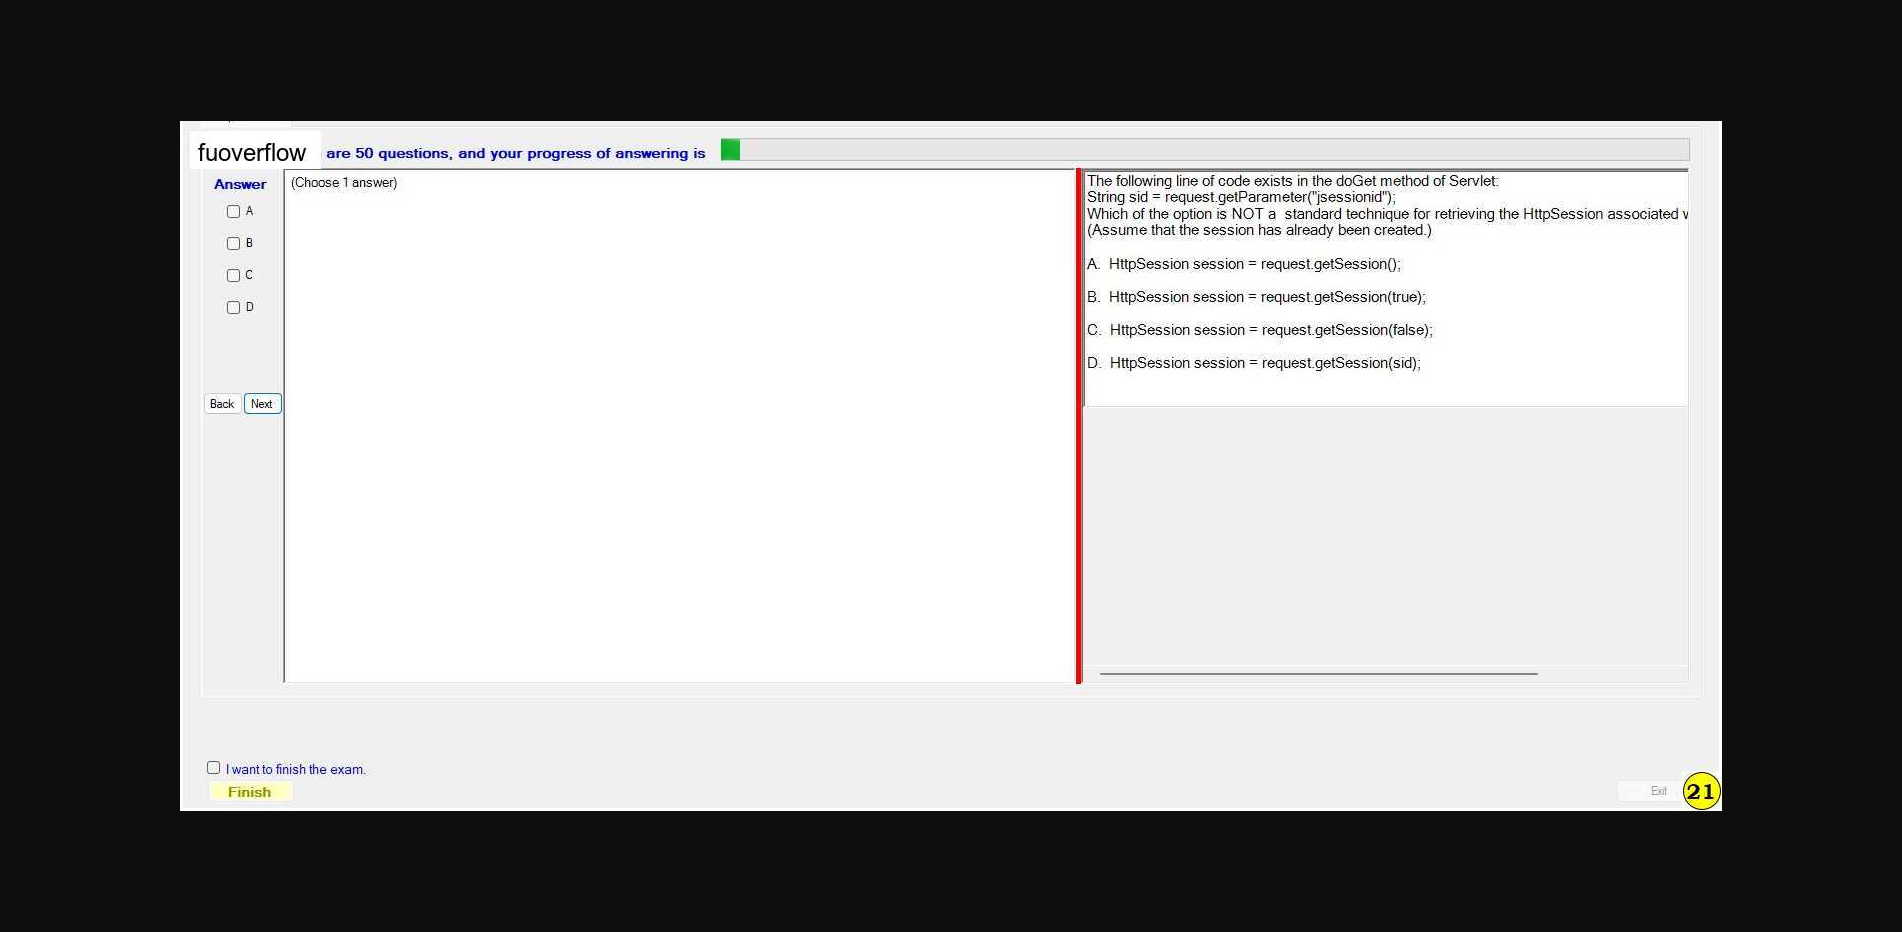 fuoverflow are 50 questions, and your progress of answering is
Answer
A
B
C
D
Back Next
(Choose 1 answer)
The following line of code exists in the doGet method of Servlet:
String sid = request.getParameter("jsessionid");
Which of the option is NOT a  standard technique for retrieving the HttpSession associated
(Assume that the session has already been created.)
A.  HttpSession session = request.getSession();
B.  HttpSession session = request.getSession(true);
C.  HttpSession session = request.getSession(false);
D.  HttpSession session = request.getSession(sid);
I want to finish the exam.
Finish
Exit
21